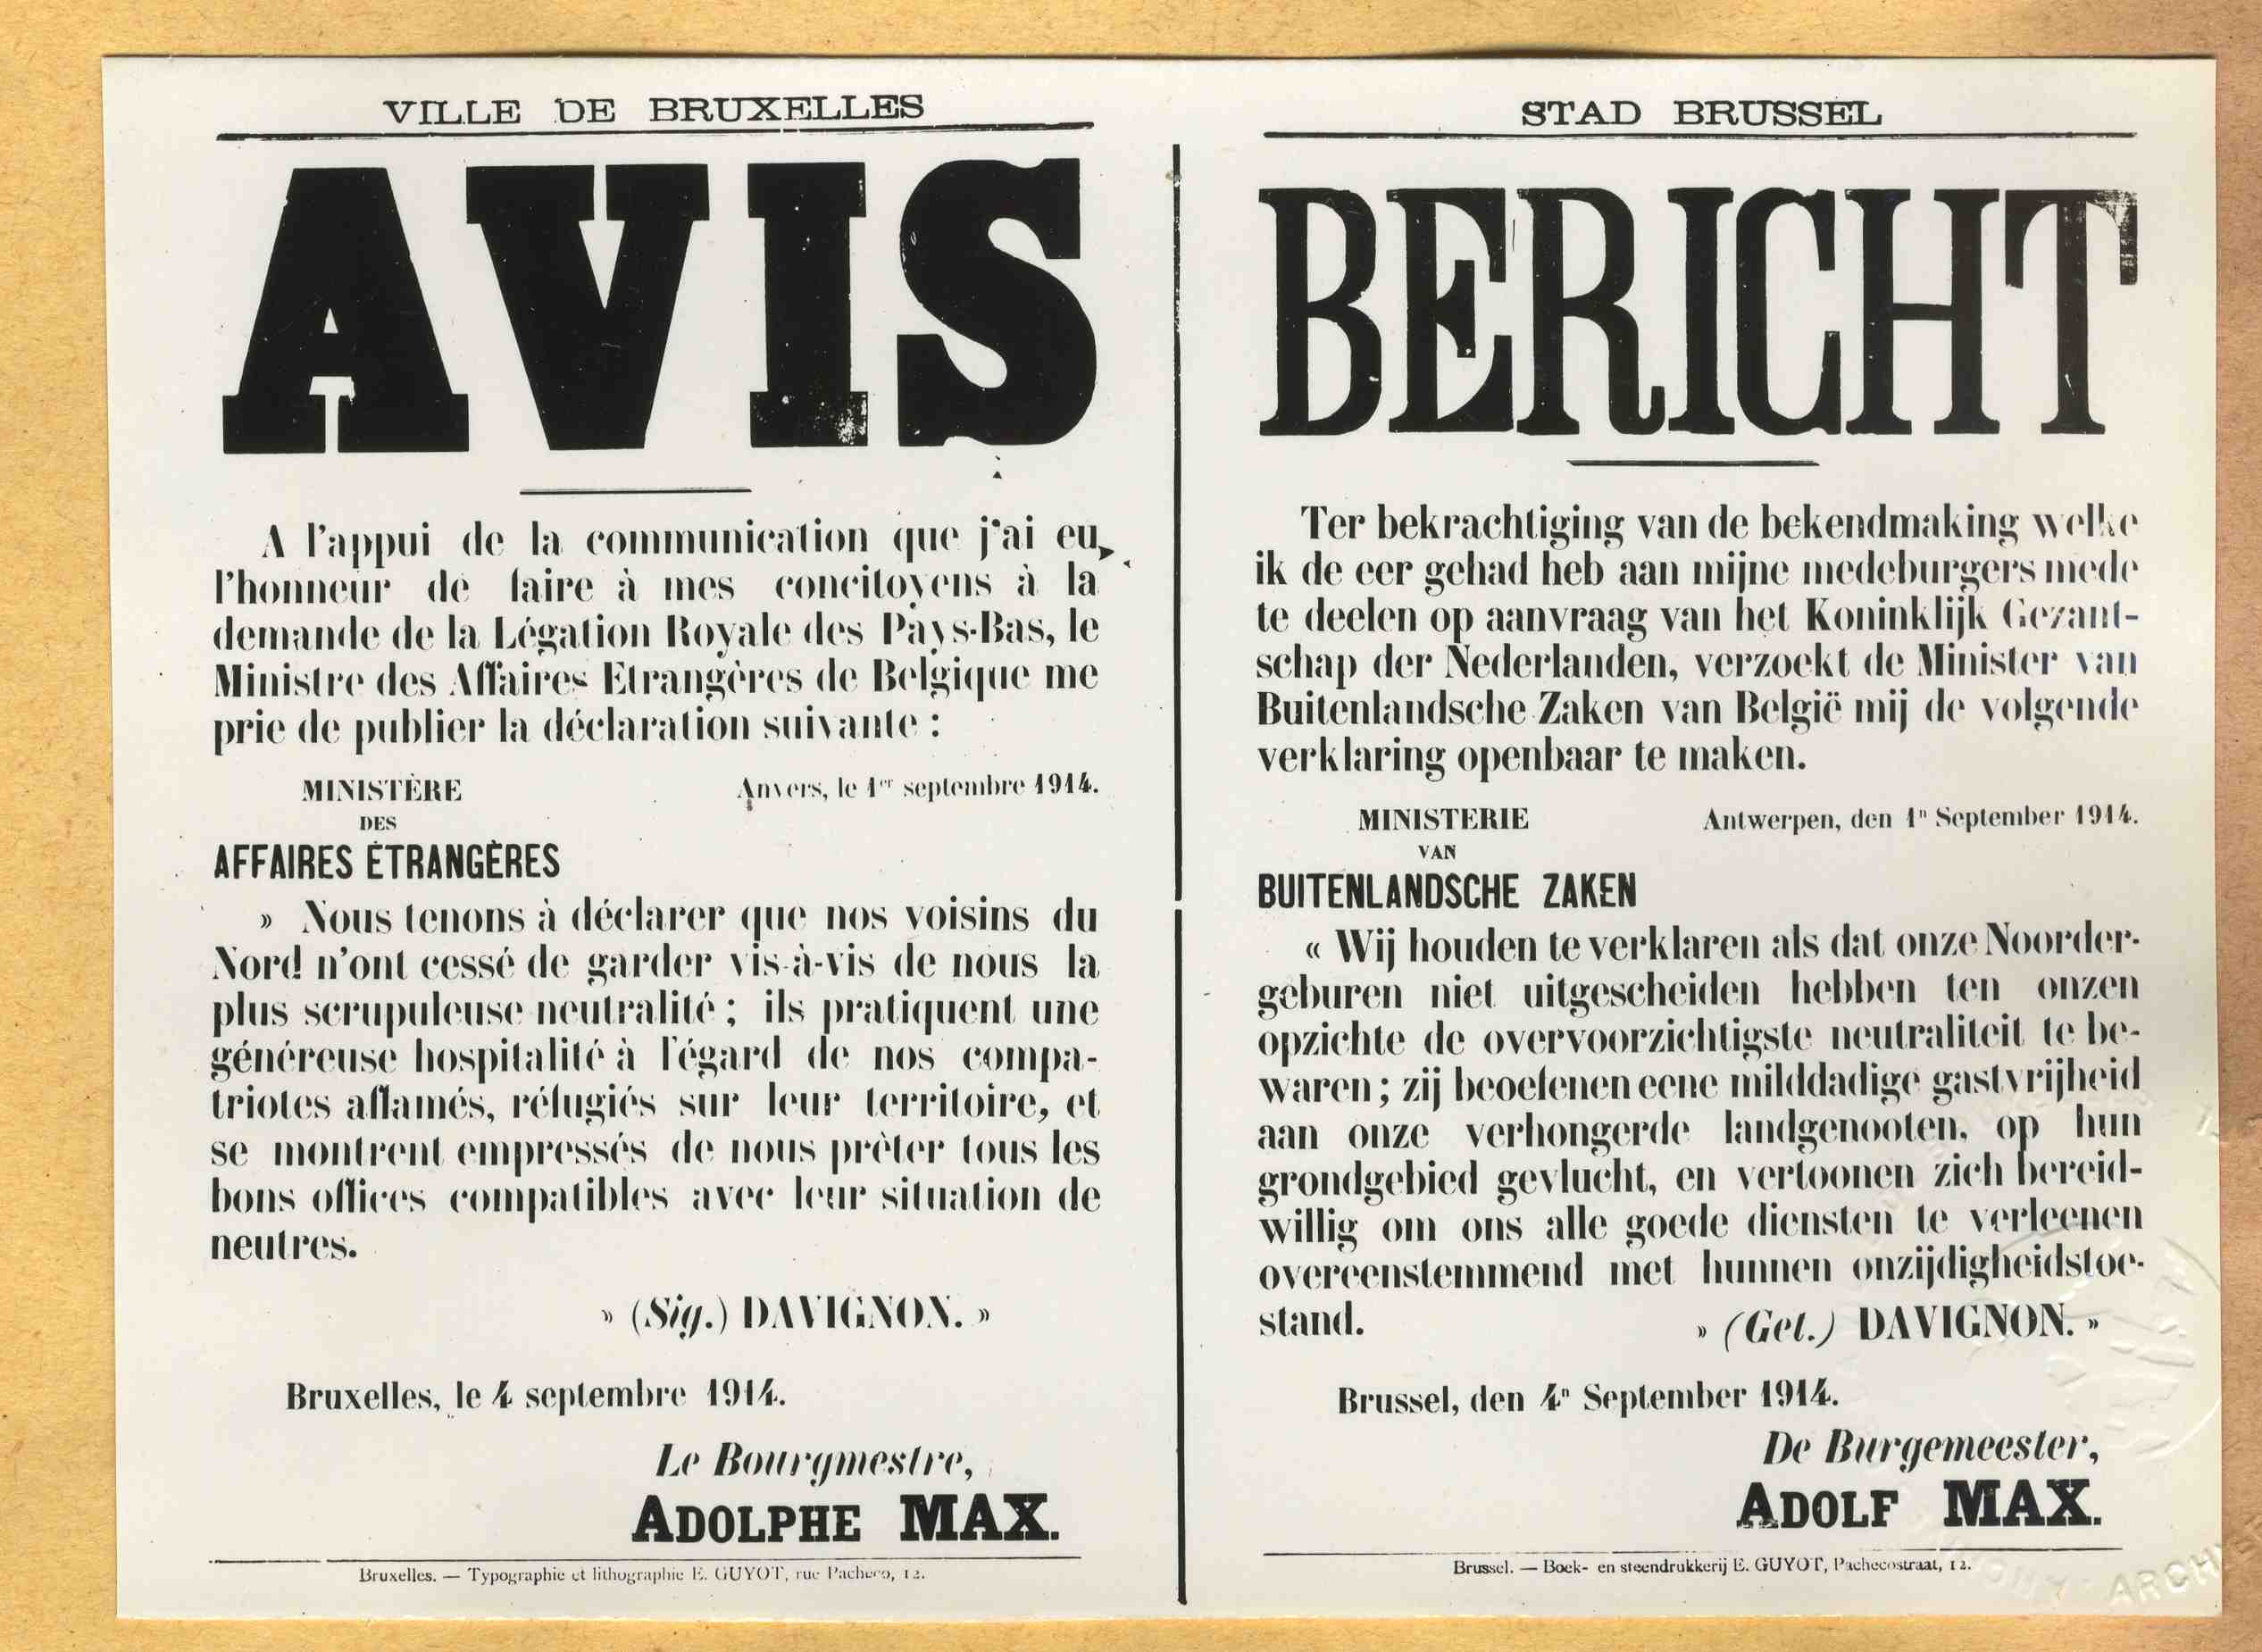 VILLE DE BRUXELLES
AVIS
A l'appui de la communication que j'ai eu,
l'honneur de faire à mes concitoyens à la
demande de la Légation Royale des Pays-Bas, le
Ministre des Affaires Etrangères de Belgique me
prie de publier la déclaration suivante :
MINISTÈRE
DES
AFFAIRES ÉTRANGÈRES
Anvers, le 1er septembre 1914.
» Nous tenons à déclarer que nos voisins du
Nord n'ont cessé de garder vis-à-vis de nous la
plus scrupuleuse neutralité ; ils pratiquent une
généreuse hospitalité à l'égard de nos compa-
triotes affamés, réfugiés sur leur territoire, et
se montrent empressés de nous prêter tous les
bons offices compatibles avec leur situation de
neutres.
» (Sig.) DAVIGNON. »
Bruxelles, le 4 septembre 1914.
Le Bourgmestre,
ADOLPHE MAX.
Bruxelles. — Typographie et lithographie E. GUYOT, rue Pacheco, 12.
STAD BRUSSEL
BERICHT
Ter bekrachtiging van de bekendmaking welke
ik de eer gehad heb aan mijne medeburgers mede
te deelen op aanvraag van het Koninklijk Gezant-
schap der Nederlanden, verzoekt de Minister van
Buitenlandsche Zaken van België mij de volgende
verklaring openbaar te maken.
MINISTERIE
VAN
BUITENLANDSCHE ZAKEN
Antwerpen, den 1n September 1914.
« Wij houden te verklaren als dat onze Noorder-
geburen niet uitgescheiden hebben ten onzen
opzichte de overvoorzichtigste neutraliteit te be-
waren ; zij beoefenen eene milddadige gastvrijheid
aan onze verhongerde landgenooten, op hun
grondgebied gevlucht, en vertoonen zich bereid-
willig om ons alle goede diensten te verleenen
overeenstemmend met hunnen onzijdigheidstoe-
stand.
» (Get.) DAVIGNON. »
Brussel, den 4n September 1914.
De Burgemeester,
ADOLF MAX.
Brussel. — Boek- en steendrukkerij E. GUYOT, Pachecostraat, 12.